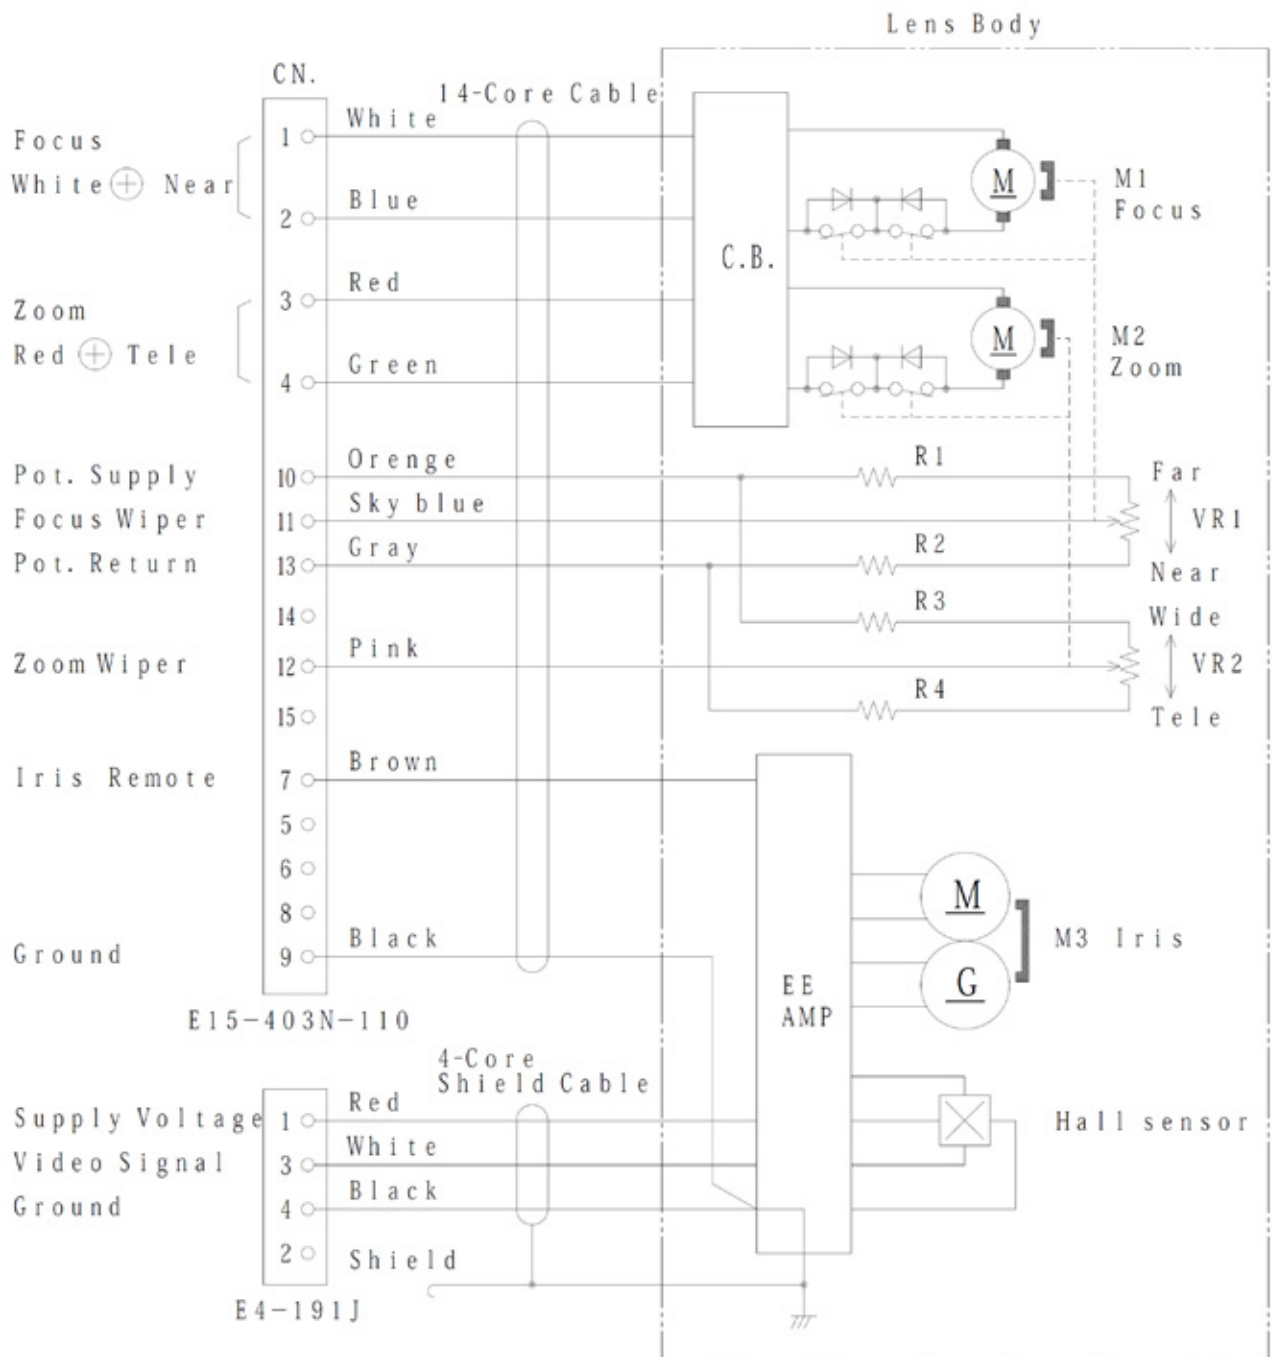 Lens Body
CN.
14-Core Cable
Focus
White + Near
1 White
2 Blue
Zoom
Red + Tele
3 Red
4 Green
C.B.
M
M1
Focus
M
M2
Zoom
Pot. Supply 10 Orenge R1 Far
Focus Wiper 11 Sky blue VR1
Pot. Return 13 Gray R2 Near
14 R3 Wide
Zoom Wiper 12 Pink VR2
15 R4 Tele
Iris Remote 7 Brown
5
6
8
Ground 9 Black
E15-403N-110
EE
AMP
M
G
M3 Iris
4-Core
Shield Cable
Supply Voltage 1 Red
Video Signal 3 White
Ground 4 Black
2 Shield
E4-191J
Hall sensor